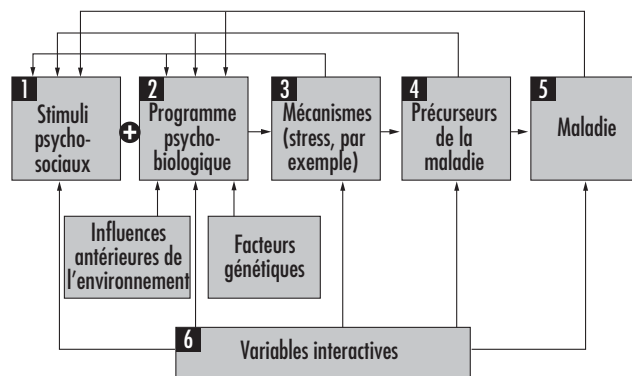 1
Stimuli
psycho-
sociaux
+
2
Programme
psycho-
biologique
3
Mécanismes
(stress, par
exemple)
4
Précurseurs
de la
maladie
5
Maladie
Influences
antérieures de
l'environnement
Facteurs
génétiques
6
Variables interactives